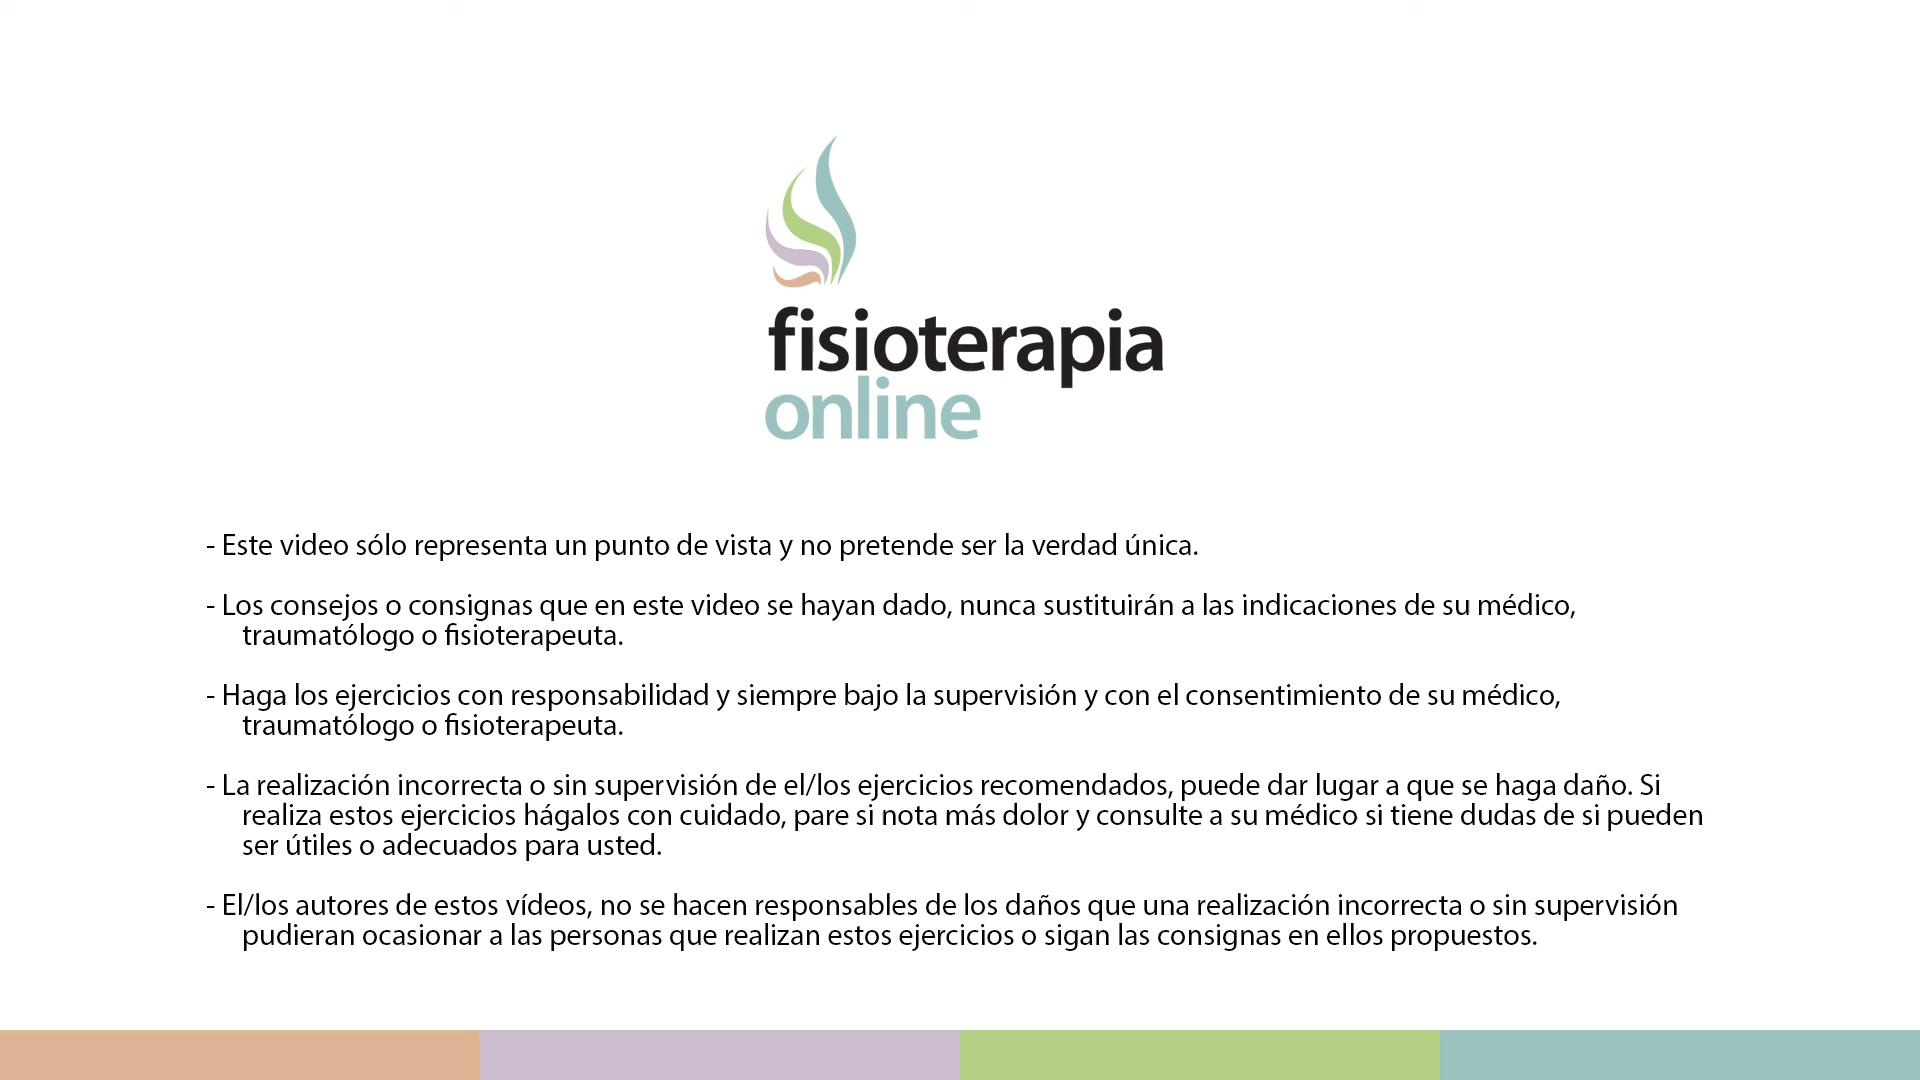 fisioterapia
online
- Este video sólo representa un punto de vista y no pretende ser la verdad única.
- Los consejos o consignas que en este video se hayan dado, nunca sustituirán a las indicaciones de su médico,
traumatólogo o fisioterapeuta.
- Haga los ejercicios con responsabilidad y siempre bajo la supervisión y con el consentimiento de su médico,
traumatólogo o fisioterapeuta.
- La realización incorrecta o sin supervisión de el/los ejercicios recomendados, puede dar lugar a que se haga daño. Si
realiza estos ejercicios hágalos con cuidado, pare si nota más dolor y consulte a su médico si tiene dudas de si pueden
ser útiles o adecuados para usted.
- El/los autores de estos vídeos, no se hacen responsables de los daños que una realización incorrecta o sin supervisión
pudieran ocasionar a las personas que realizan estos ejercicios o sigan las consignas en ellos propuestos.